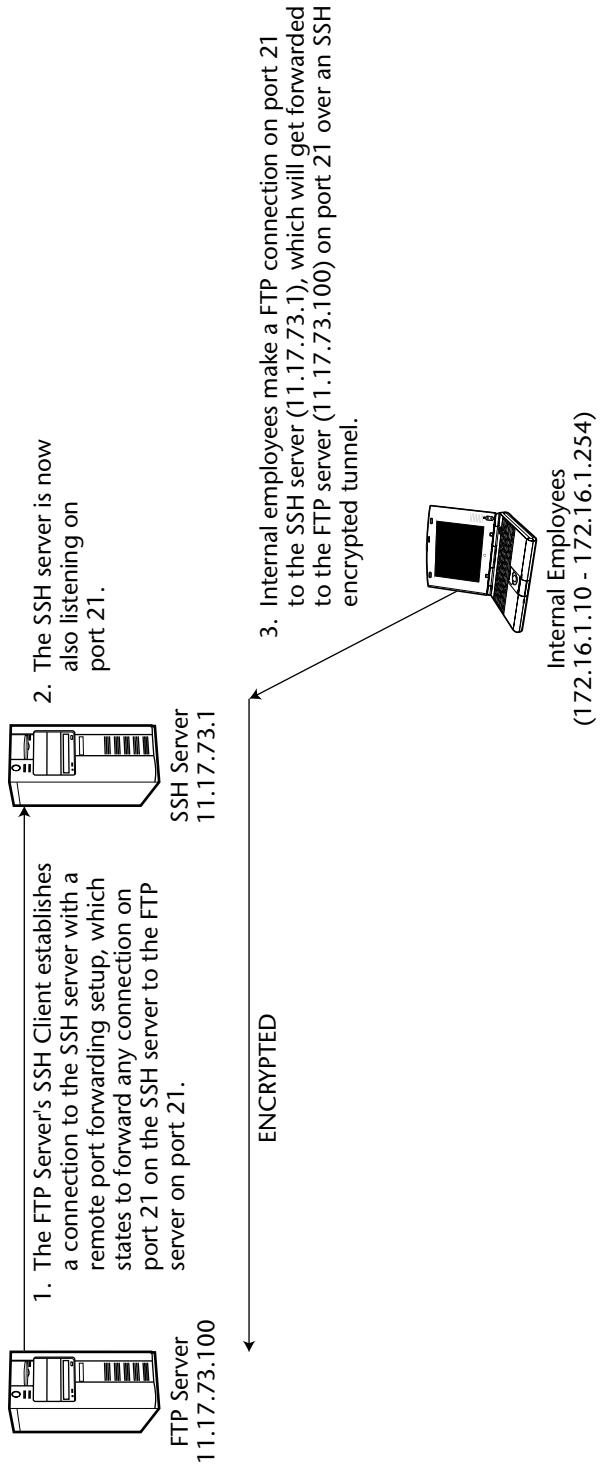 1. The FTP Server's SSH Client establishes
a connection to the SSH server with a
remote port forwarding setup, which
states to forward any connection on
port 21 on the SSH server to the FTP
server on port 21.
2. The SSH server is now
also listening on
port 21.
FTP Server
11.17.73.100
SSH Server
11.17.73.1
ENCRYPTED
3. Internal employees make a FTP connection on port 21
to the SSH server (11.17.73.1), which will get forwarded
to the FTP server (11.17.73.100) on port 21 over an SSH
encrypted tunnel.
Internal Employees
(172.16.1.10 - 172.16.1.254)